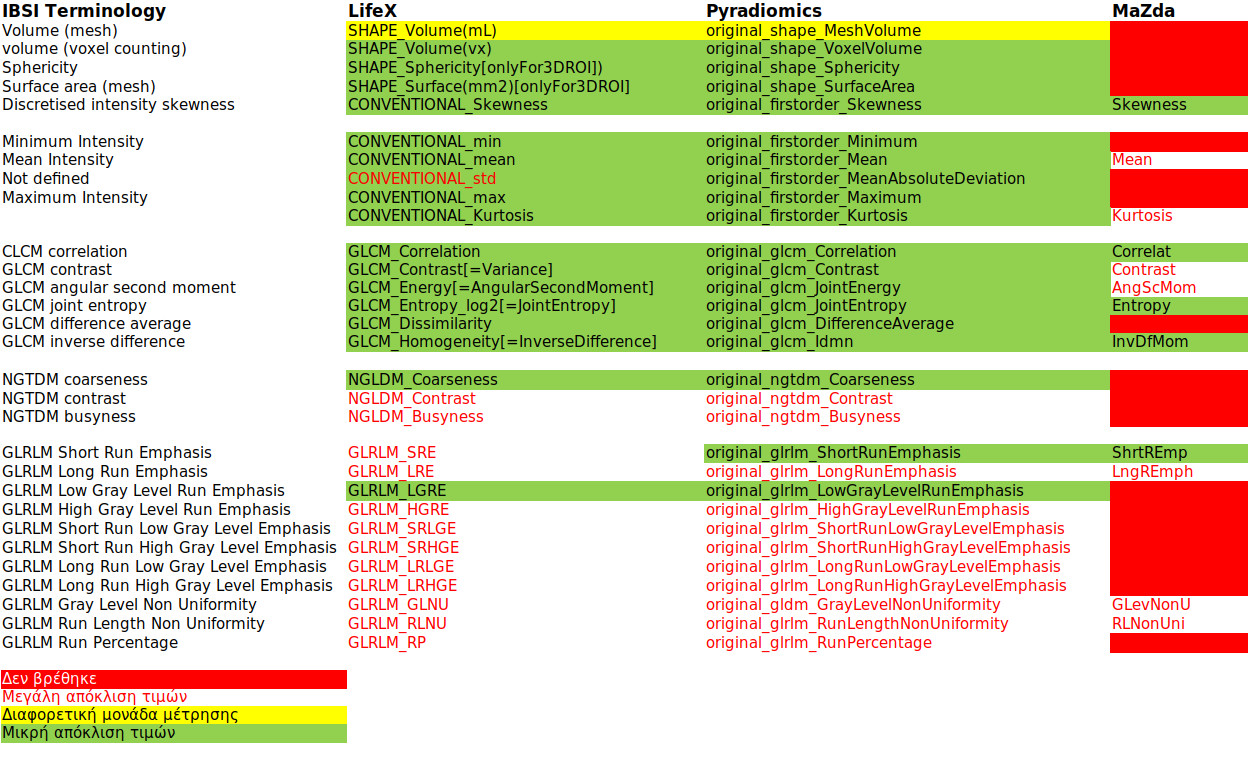 IBSI Terminology LifeX Pyradiomics MaZda
Volume (mesh) SHAPE_Volume(mL) original_shape_MeshVolume
volume (voxel counting) SHAPE_Volume(vx) original_shape_VoxelVolume
Sphericity SHAPE_Sphericity[onlyFor3DROI]) original_shape_Sphericity
Surface area (mesh) SHAPE_Surface(mm2)[onlyFor3DROI] original_shape_SurfaceArea
Discretised intensity skewness CONVENTIONAL_Skewness original_firstorder_Skewness Skewness
Minimum Intensity CONVENTIONAL_min original_firstorder_Minimum
Mean Intensity CONVENTIONAL_mean original_firstorder_Mean Mean
Not defined CONVENTIONAL_std original_firstorder_MeanAbsoluteDeviation
Maximum Intensity CONVENTIONAL_max original_firstorder_Maximum
CONVENTIONAL_Kurtosis original_firstorder_Kurtosis Kurtosis
CLCM correlation GLCM_Correlation original_glcm_Correlation Correlat
GLCM contrast GLCM_Contrast[=Variance] original_glcm_Contrast Contrast
GLCM angular second moment GLCM_Energy[=AngularSecondMoment] original_glcm_JointEnergy AngScMom
GLCM joint entropy GLCM_Entropy_log2[=JointEntropy] original_glcm_JointEntropy Entropy
GLCM difference average GLCM_Dissimilarity original_glcm_DifferenceAverage
GLCM inverse difference GLCM_Homogeneity[=InverseDifference] original_glcm_Idmn InvDfMom
NGTDM coarseness NGLDM_Coarseness original_ngtdm_Coarseness
NGTDM contrast NGLDM_Contrast original_ngtdm_Contrast
NGTDM busyness NGLDM_Busyness original_ngtdm_Busyness
GLRLM Short Run Emphasis GLRLM_SRE original_glrlm_ShortRunEmphasis ShrtREmp
GLRLM Long Run Emphasis GLRLM_LRE original_glrlm_LongRunEmphasis LngREmph
GLRLM Low Gray Level Run Emphasis GLRLM_LGRE original_glrlm_LowGrayLevelRunEmphasis
GLRLM High Gray Level Run Emphasis GLRLM_HGRE original_glrlm_HighGrayLevelRunEmphasis
GLRLM Short Run Low Gray Level Emphasis GLRLM_SRLGE original_glrlm_ShortRunLowGrayLevelEmphasis
GLRLM Short Run High Gray Level Emphasis GLRLM_SRHGE original_glrlm_ShortRunHighGrayLevelEmphasis
GLRLM Long Run Low Gray Level Emphasis GLRLM_LRLGE original_glrlm_LongRunLowGrayLevelEmphasis
GLRLM Long Run High Gray Level Emphasis GLRLM_LRHGE original_glrlm_LongRunHighGrayLevelEmphasis
GLRLM Gray Level Non Uniformity GLRLM_GLNU original_gldm_GrayLevelNonUniformity GLevNonU
GLRLM Run Length Non Uniformity GLRLM_RLNU original_glrlm_RunLengthNonUniformity RLNonUni
GLRLM Run Percentage GLRLM_RP original_glrlm_RunPercentage
Δεν βρέθηκε
Μεγάλη απόκλιση τιμών
Διαφορετική μονάδα μέτρησης
Μικρή απόκλιση τιμών